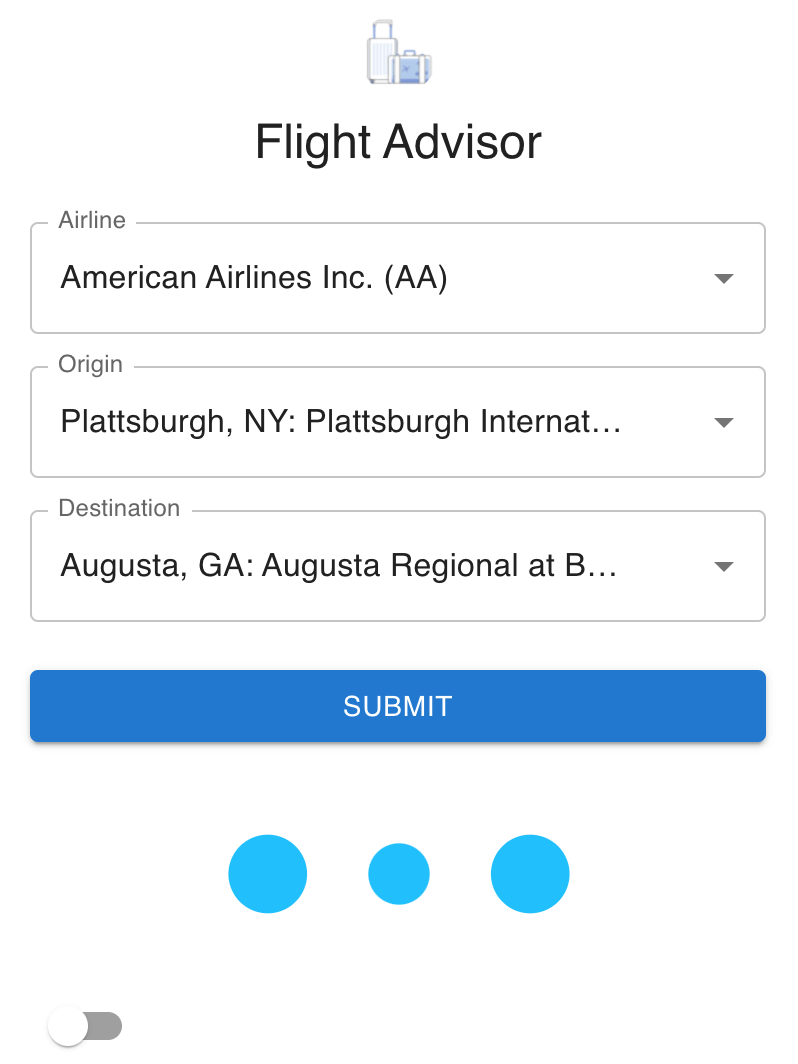 Flight Advisor
Airline
American Airlines Inc. (AA)
Origin
Plattsburgh, NY: Plattsburgh Internat…
Destination
Augusta, GA: Augusta Regional at B…
SUBMIT